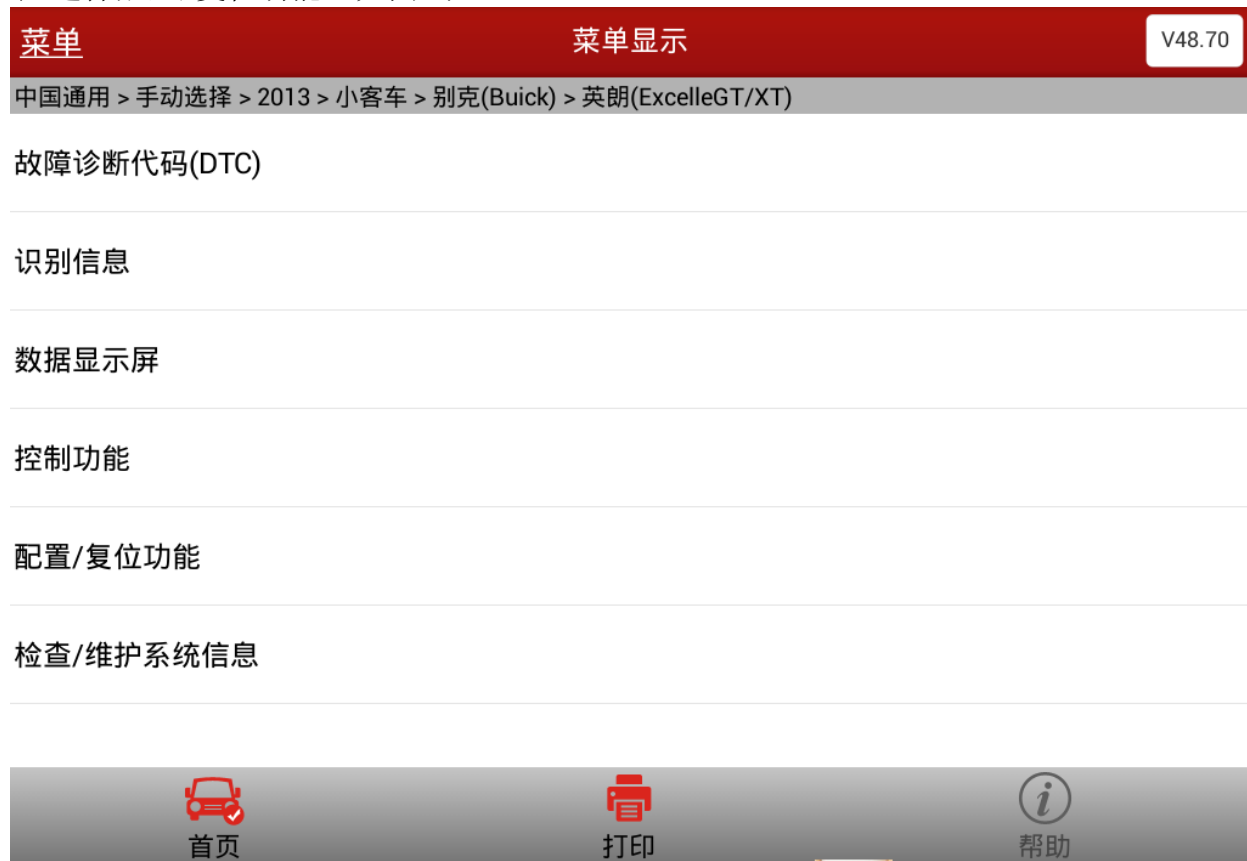 菜单
菜单显示
V48.70
中国通用 > 手动选择 > 2013 > 小客车 > 别克(Buick) > 英朗(ExcelleGT/XT)
故障诊断代码(DTC)
识别信息
数据显示屏
控制功能
配置/复位功能
检查/维护系统信息
首页
打印
帮助